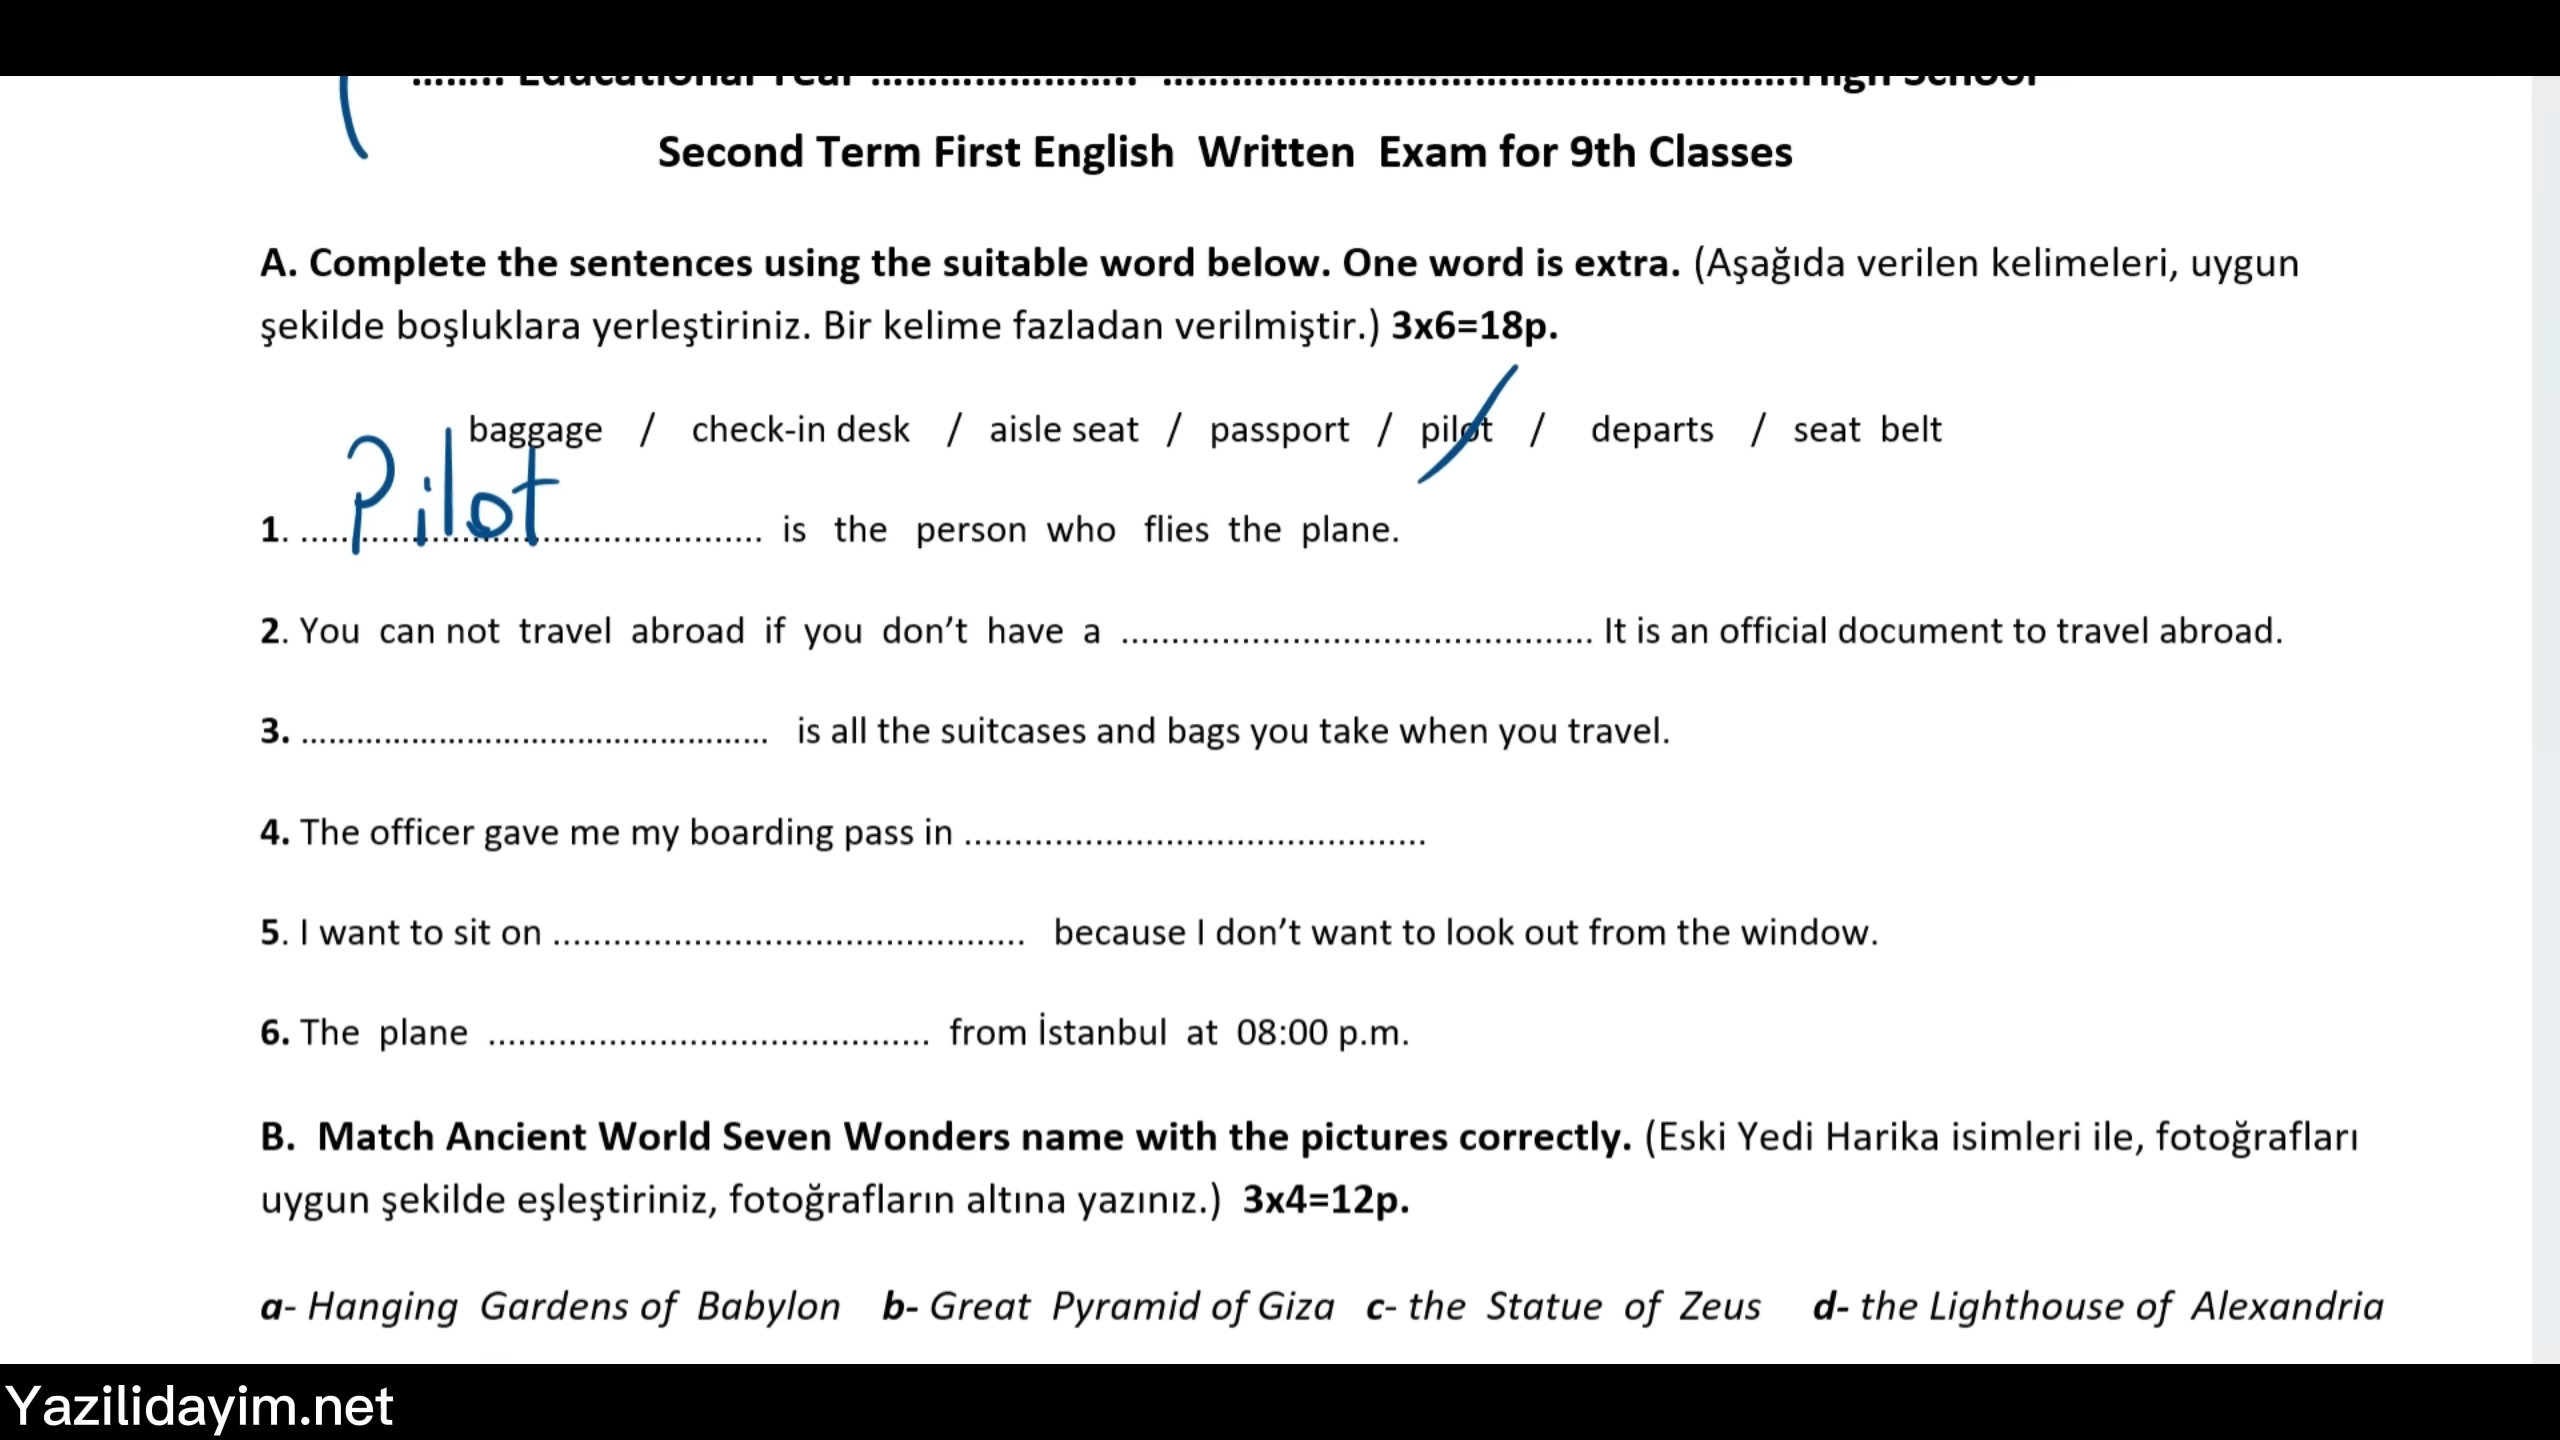 ........ Educational Year ........................ ........................................................High School
Second Term First English Written Exam for 9th Classes
A. Complete the sentences using the suitable word below. One word is extra. (Aşağıda verilen kelimeleri, uygun
şekilde boşluklara yerleştiriniz. Bir kelime fazladan verilmiştir.) 3x6=18p.
baggage / check-in desk / aisle seat / passport / pilot / departs / seat belt
1. Pilot is the person who flies the plane.
2. You can not travel abroad if you don't have a ............................................... It is an official document to travel abroad.
3. ............................................... is all the suitcases and bags you take when you travel.
4. The officer gave me my boarding pass in ...............................................
5. I want to sit on ............................................... because I don't want to look out from the window.
6. The plane ............................................ from İstanbul at 08:00 p.m.
B. Match Ancient World Seven Wonders name with the pictures correctly. (Eski Yedi Harika isimleri ile, fotoğrafları
uygun şekilde eşleştiriniz, fotoğrafların altına yazınız.) 3x4=12p.
a- Hanging Gardens of Babylon b- Great Pyramid of Giza c- the Statue of Zeus d- the Lighthouse of Alexandria
Yazilidayim.net